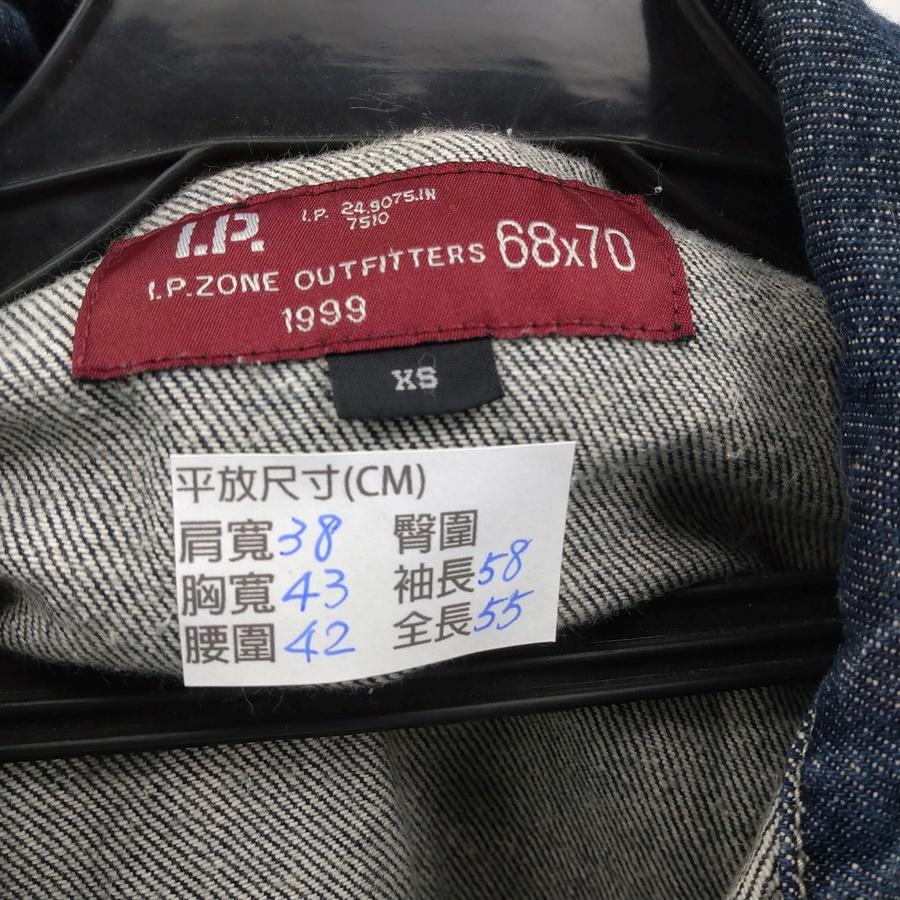 I.P.
I.P. 24.9075.IN
7510
I.P.ZONE OUTFITTERS 68x70
1999
XS
平放尺寸(CM)
肩寬38 臀圍
胸寬43 袖長58
腰圍42 全長55